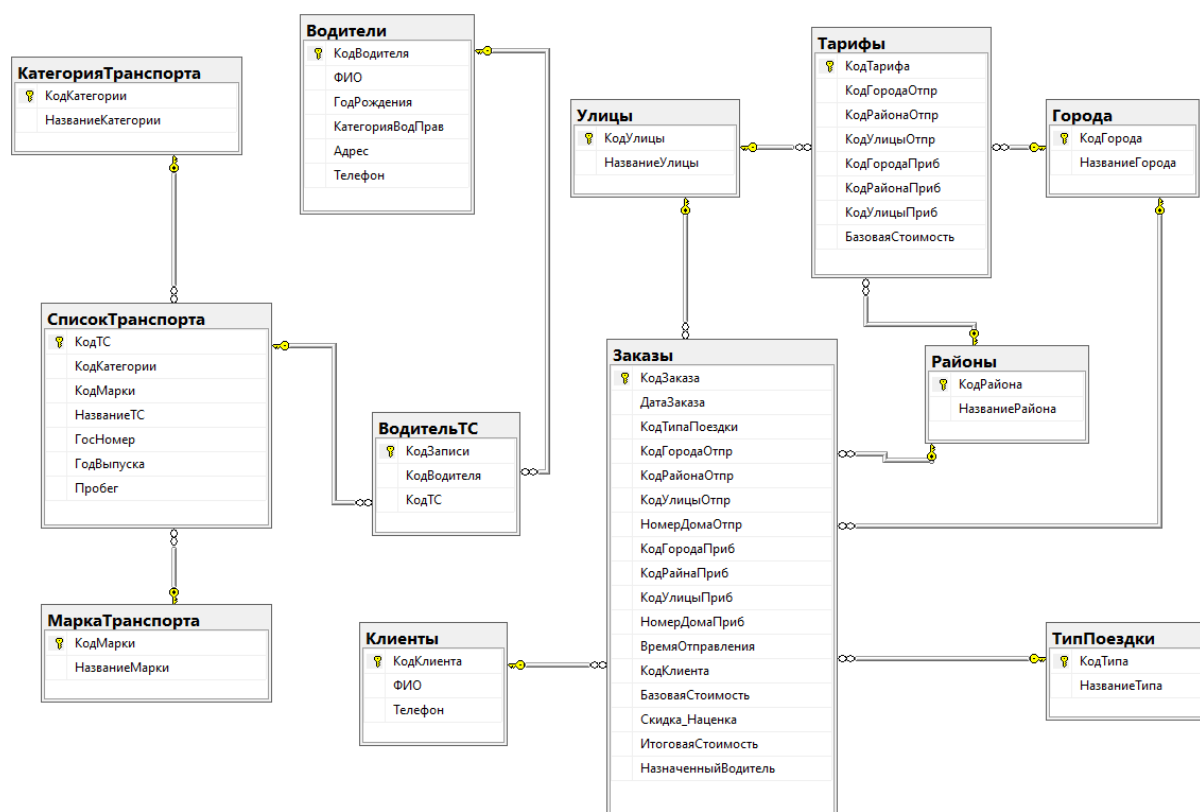 КатегорияТранспорта
КодКатегории
НазваниеКатегории
Водители
КодВодителя
ФИО
ГодРождения
КатегорияВодПрав
Адрес
Телефон
Улицы
КодУлицы
НазваниеУлицы
Тарифы
КодТарифа
КодГородаОтпр
КодРайонаОтпр
КодУлицыОтпр
КодГородаПриб
КодРайонаПриб
КодУлицыПриб
БазоваяСтоимость
Города
КодГорода
НазваниеГорода
СписокТранспорта
КодТС
КодКатегории
КодМарки
НазваниеТС
ГосНомер
ГодВыпуска
Пробег
ВодительТС
КодЗаписи
КодВодителя
КодТС
Заказы
КодЗаказа
ДатаЗаказа
КодТипаПоездки
КодГородаОтпр
КодРайонаОтпр
КодУлицыОтпр
НомерДомаОтпр
КодГородаПриб
КодРайнаПриб
КодУлицыПриб
НомерДомаПриб
ВремяОтправления
КодКлиента
БазоваяСтоимость
Скидка_Наценка
ИтоговаяСтоимость
НазначенныйВодитель
Районы
КодРайона
НазваниеРайона
МаркаТранспорта
КодМарки
НазваниеМарки
Клиенты
КодКлиента
ФИО
Телефон
ТипПоездки
КодТипа
НазваниеТипа